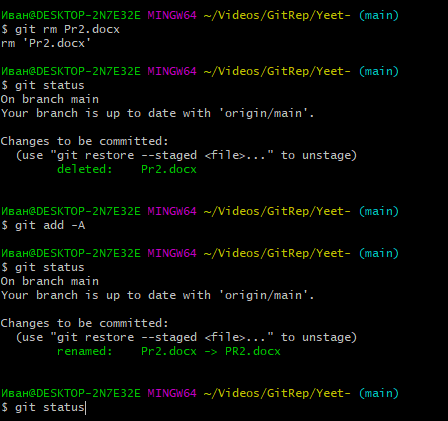 Иван@DESKTOP-2N7E32E MINGW64 ~/Videos/GitRep/Yeet- (main)
$ git rm Pr2.docx
rm 'Pr2.docx'
Иван@DESKTOP-2N7E32E MINGW64 ~/Videos/GitRep/Yeet- (main)
$ git status
On branch main
Your branch is up to date with 'origin/main'.
Changes to be committed:
  (use "git restore --staged <file>..." to unstage)
        deleted:    Pr2.docx
Иван@DESKTOP-2N7E32E MINGW64 ~/Videos/GitRep/Yeet- (main)
$ git add -A
Иван@DESKTOP-2N7E32E MINGW64 ~/Videos/GitRep/Yeet- (main)
$ git status
On branch main
Your branch is up to date with 'origin/main'.
Changes to be committed:
  (use "git restore --staged <file>..." to unstage)
        renamed:    Pr2.docx -> PR2.docx
Иван@DESKTOP-2N7E32E MINGW64 ~/Videos/GitRep/Yeet- (main)
$ git status